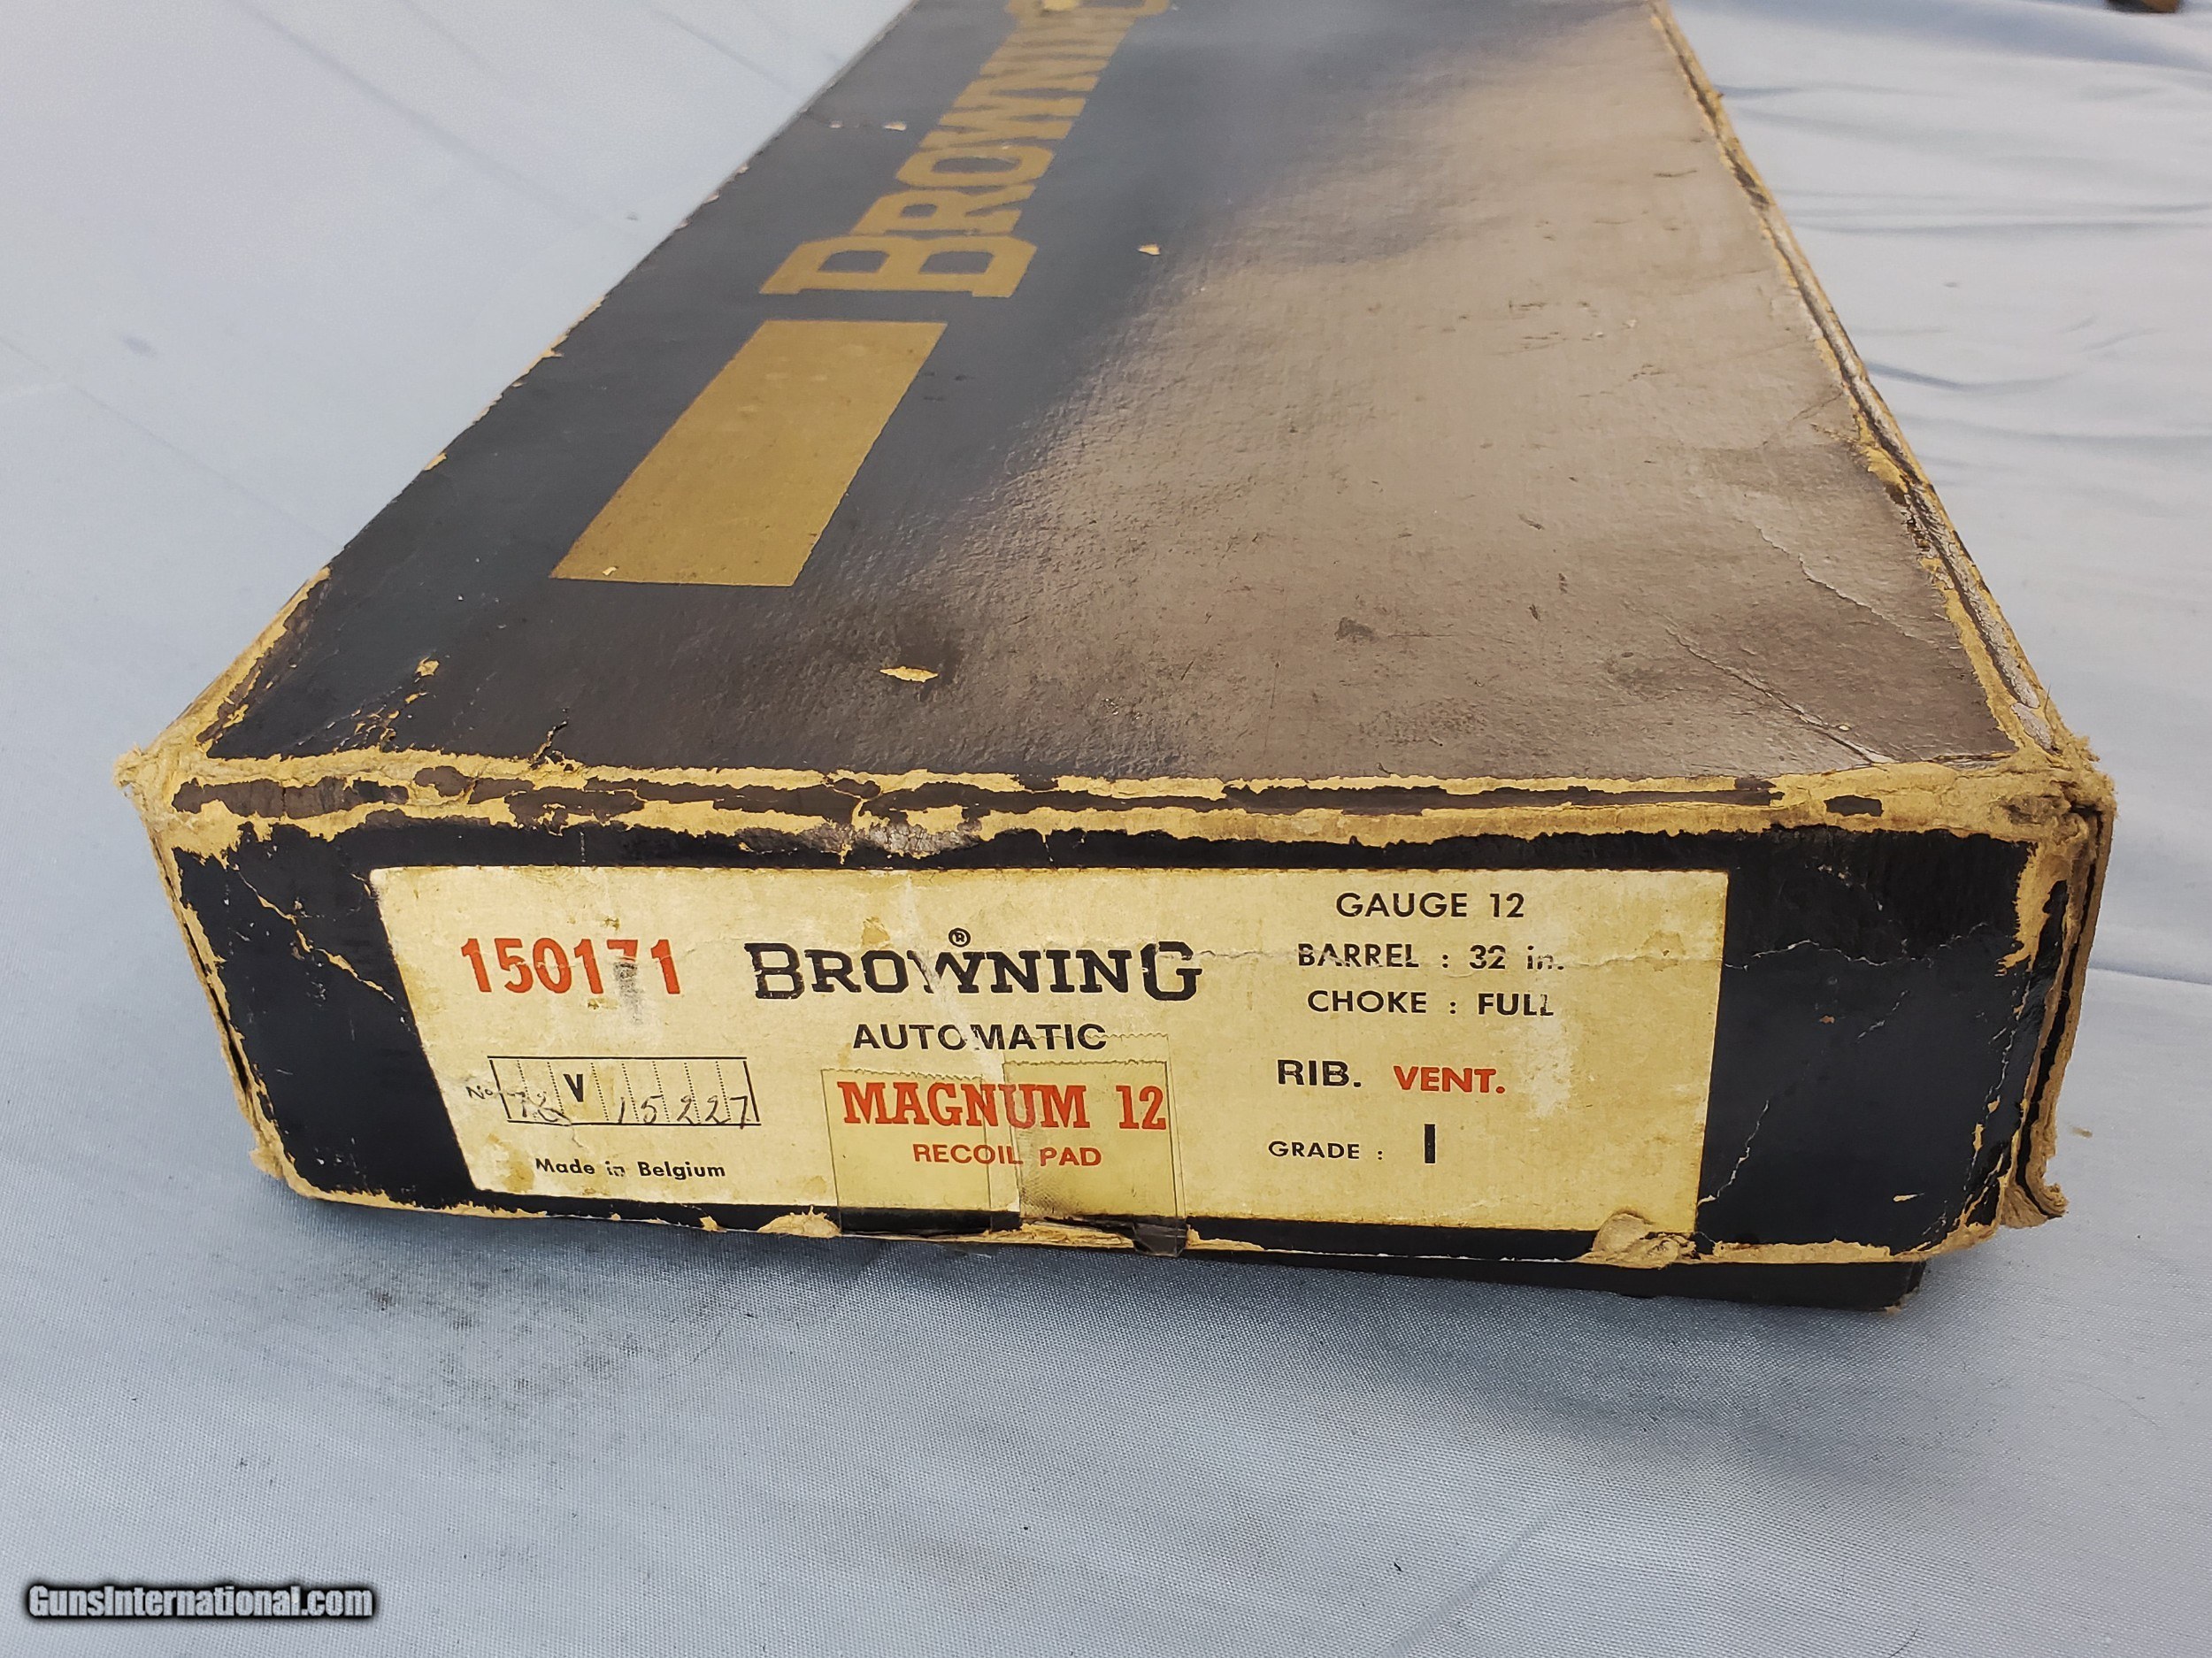 BROWNING
150171
BROWNING®
AUTOMATIC
MAGNUM 12
RECOIL PAD
No 72 V 15227
Made in Belgium
GAUGE 12
BARREL : 32 in.
CHOKE : FULL
RIB. VENT.
GRADE : I
GunsInternational.com